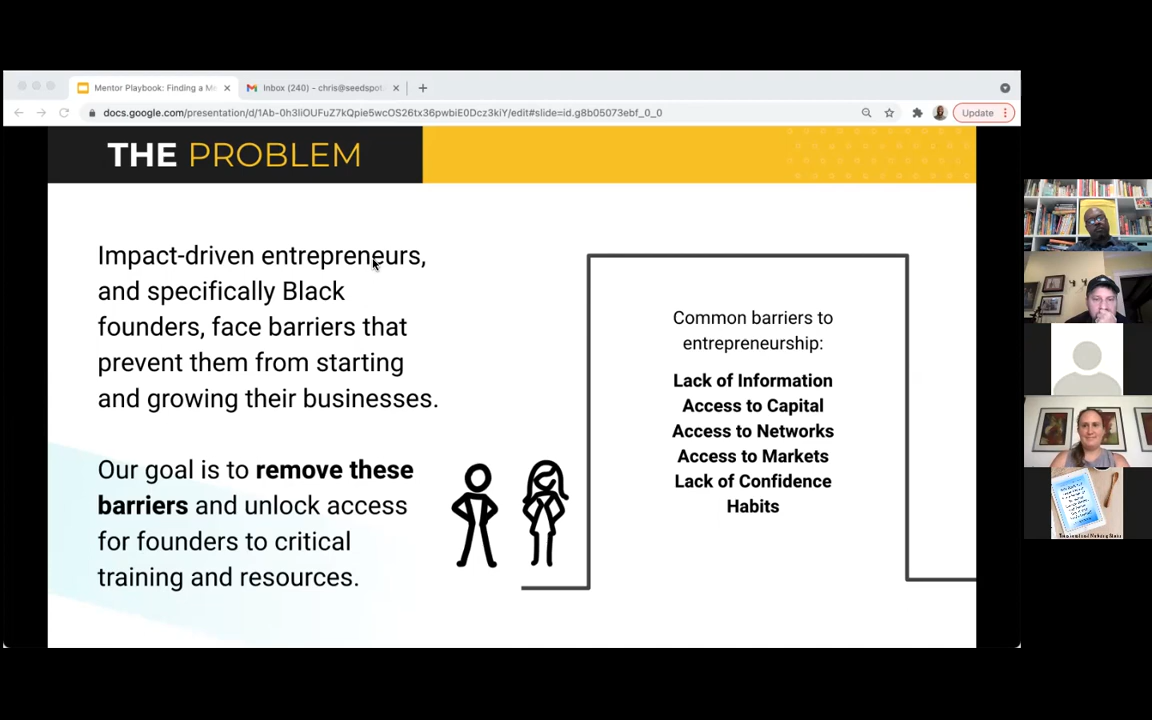 Mentor Playbook: Finding a Me
Inbox (240) - chris@seedspot.
docs.google.com/presentation/d/1Ab-0h3liOUFuZ7kQpie5wcOS26tx36pwbiE0Dcz3kiY/edit#slide=id.g8b05073ebf_0_0
Update
THE PROBLEM
Impact-driven entrepreneurs,
and specifically Black
founders, face barriers that
prevent them from starting
and growing their businesses.
Our goal is to remove these
barriers and unlock access
for founders to critical
training and resources.
Common barriers to
entrepreneurship:
Lack of Information
Access to Capital
Access to Networks
Access to Markets
Lack of Confidence
Habits